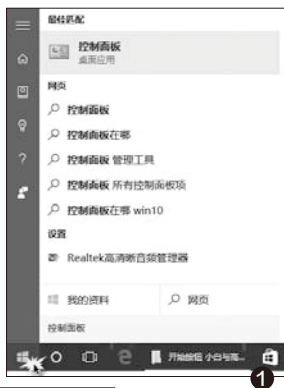 最佳匹配
控制面板
桌面应用
网页
控制面板
控制面板在哪
控制面板 管理工具
控制面板 所有控制面板项
控制面板在哪 win10
设置
Realtek高清晰音频管理器
我的资料
网页
控制面板
开始按钮 小白与高...
1